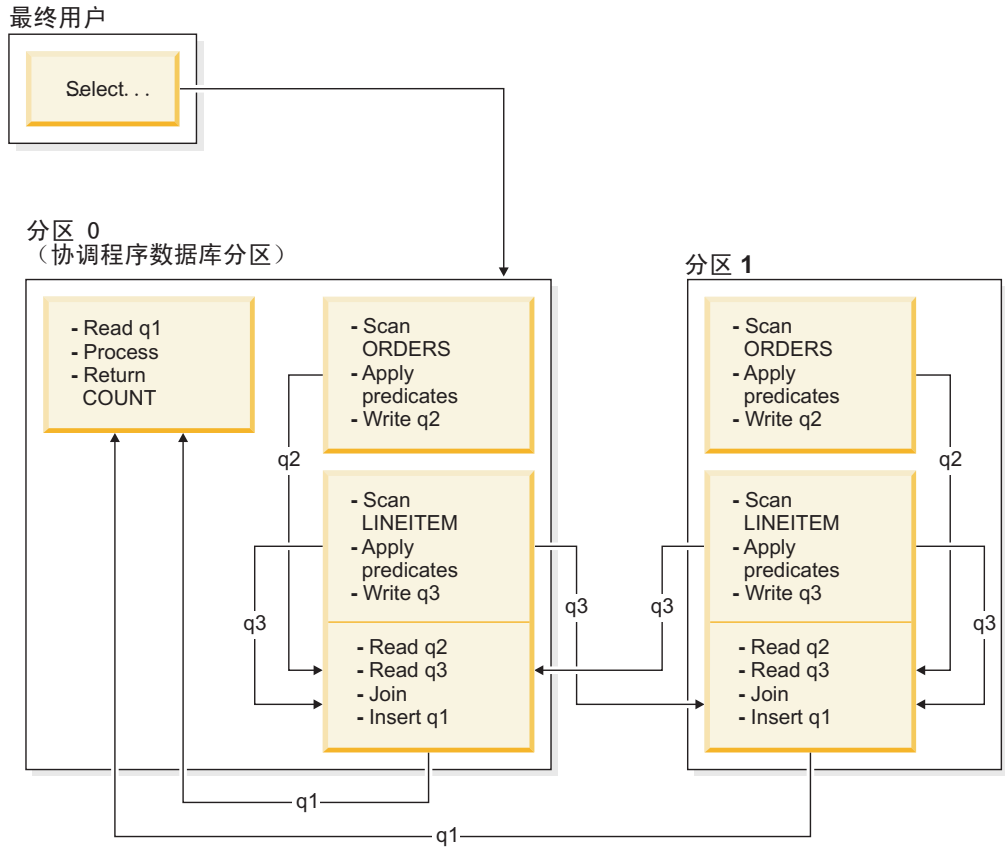 最终用户
Select. . .
分区 0
（协调程序数据库分区）
- Read q1
- Process
- Return
COUNT
- Scan
ORDERS
- Apply
predicates
- Write q2
q2
- Scan
LINEITEM
- Apply
predicates
- Write q3
q3
- Read q2
- Read q3
- Join
- Insert q1
q3
q3
分区 1
- Scan
ORDERS
- Apply
predicates
- Write q2
q2
- Scan
LINEITEM
- Apply
predicates
- Write q3
q3
- Read q2
- Read q3
- Join
- Insert q1
q1
q1